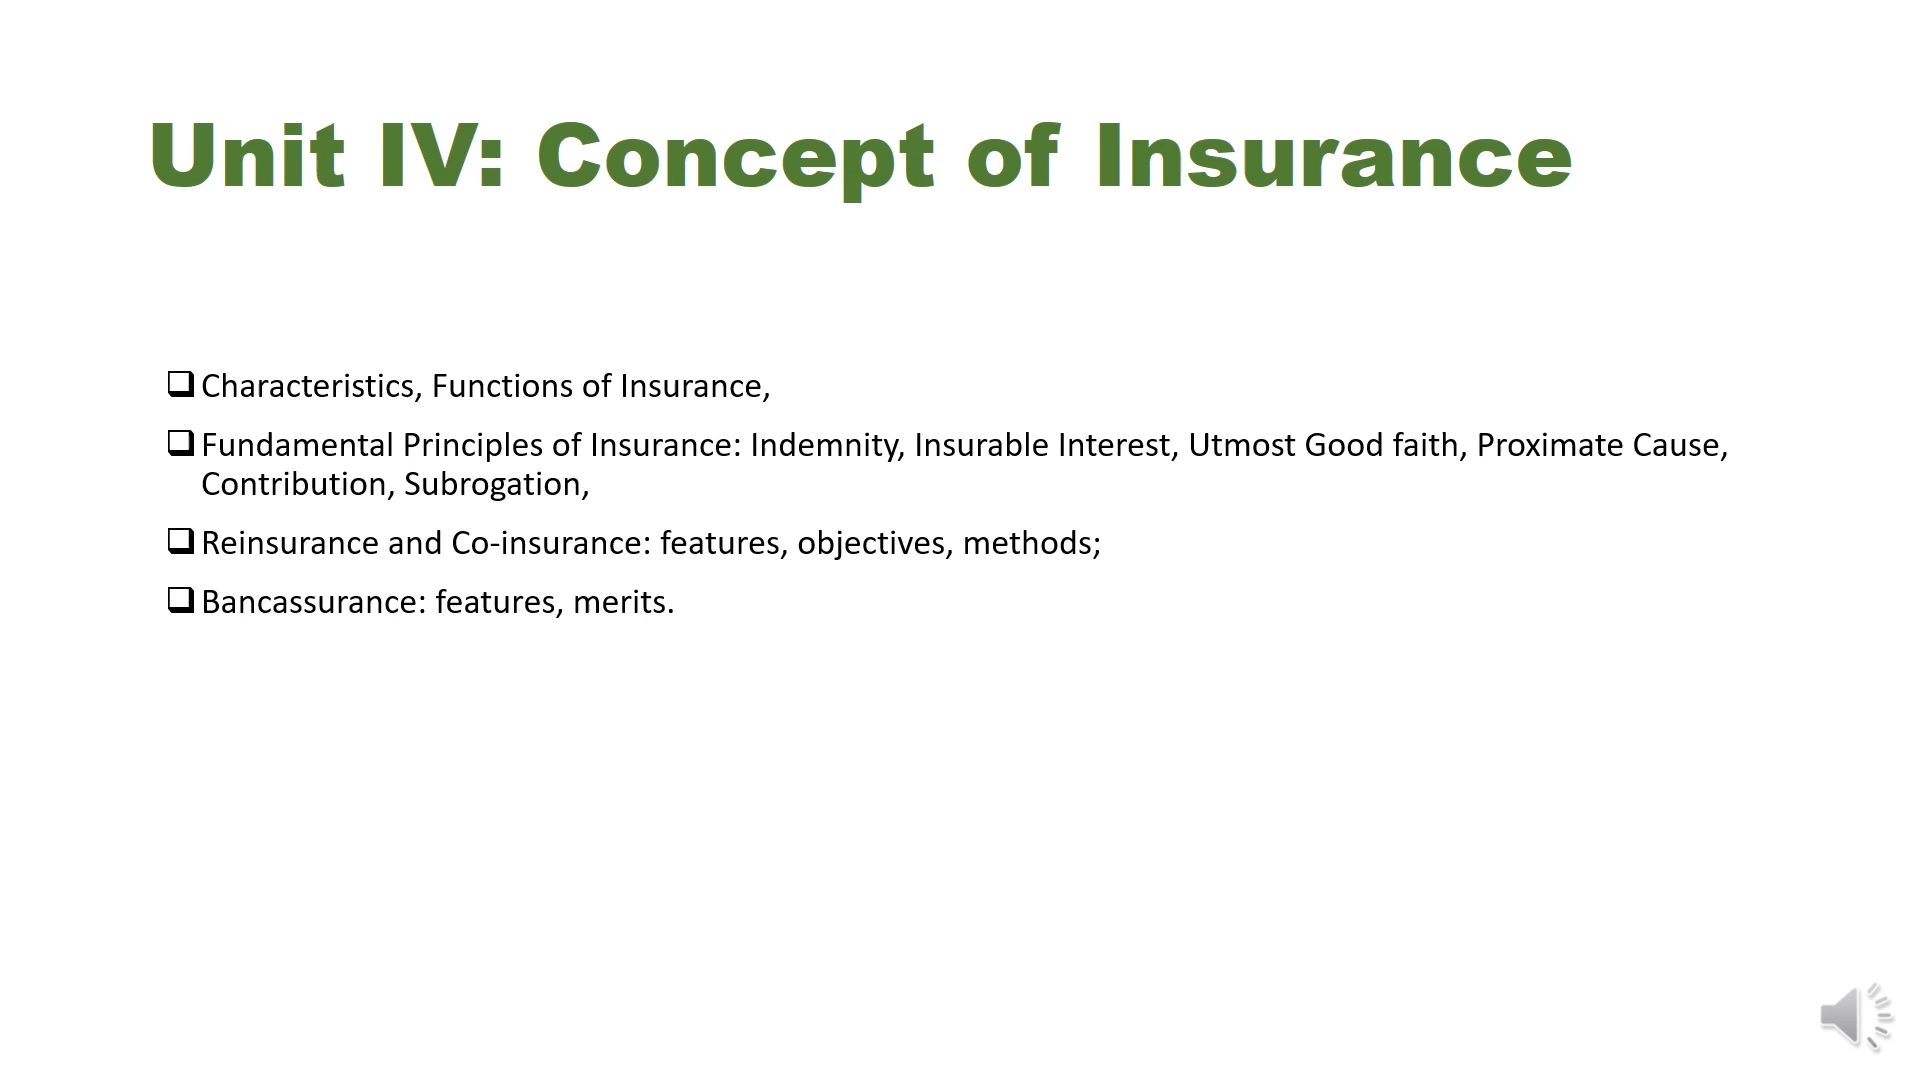 Unit IV: Concept of Insurance
Characteristics, Functions of Insurance,
Fundamental Principles of Insurance: Indemnity, Insurable Interest, Utmost Good faith, Proximate Cause,
Contribution, Subrogation,
Reinsurance and Co-insurance: features, objectives, methods;
Bancassurance: features, merits.